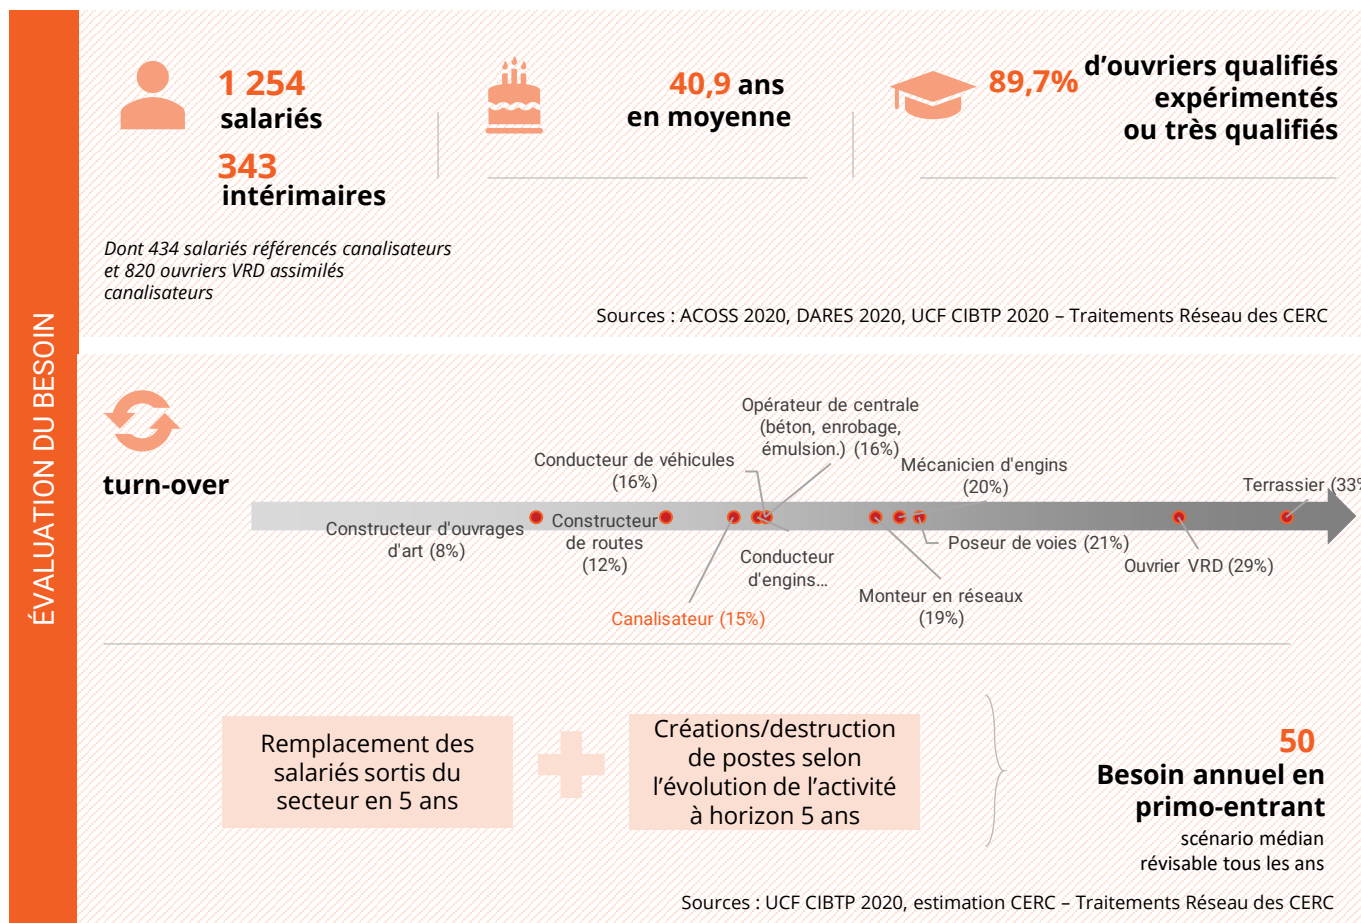 ÉVALUATION DU BESOIN
1 254
salariés
343
intérimaires
Dont 434 salariés référencés canalisateurs
et 820 ouvriers VRD assimilés
canalisateurs
40,9 ans
en moyenne
89,7% d’ouvriers qualifiés
expérimentés
ou très qualifiés
Sources : ACOSS 2020, DARES 2020, UCF CIBTP 2020 – Traitements Réseau des CERC
turn-over
Constructeur d'ouvrages
d'art (8%)
Constructeur
de routes
(12%)
Canalisateur (15%)
Conducteur de véhicules
(16%)
Opérateur de centrale
(béton, enrobage,
émulsion.) (16%)
Conducteur
d'engins…
Monteur en réseaux
(19%)
Mécanicien d'engins
(20%)
Poseur de voies (21%)
Ouvrier VRD (29%)
Terrassier (33%
Remplacement des
salariés sortis du
secteur en 5 ans
Créations/destruction
de postes selon
l’évolution de l’activité
à horizon 5 ans
50
Besoin annuel en
primo-entrant
scénario médian
révisable tous les ans
Sources : UCF CIBTP 2020, estimation CERC – Traitements Réseau des CERC